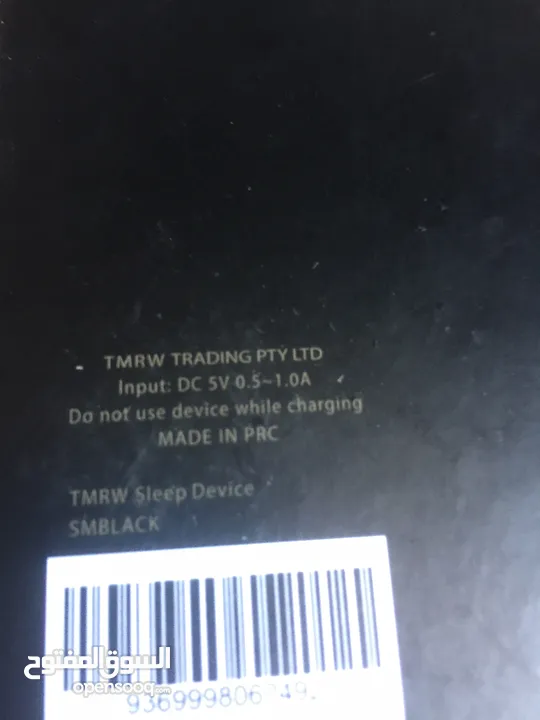 TMRW TRADING PTY LTD
Input: DC 5V 0.5~1.0A
Do not use device while charging
MADE IN PRC
TMRW Sleep Device
SMBLACK
السوق المفتوح
opensooq.com